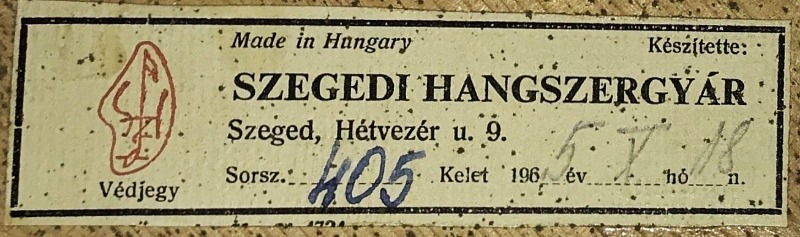 Made in Hungary Készítette:
SZEGEDI HANGSZERGYÁR
Szeged, Hétvezér u. 9.
Védjegy Sorsz. 405 Kelet 1965 év V hó 18 n.